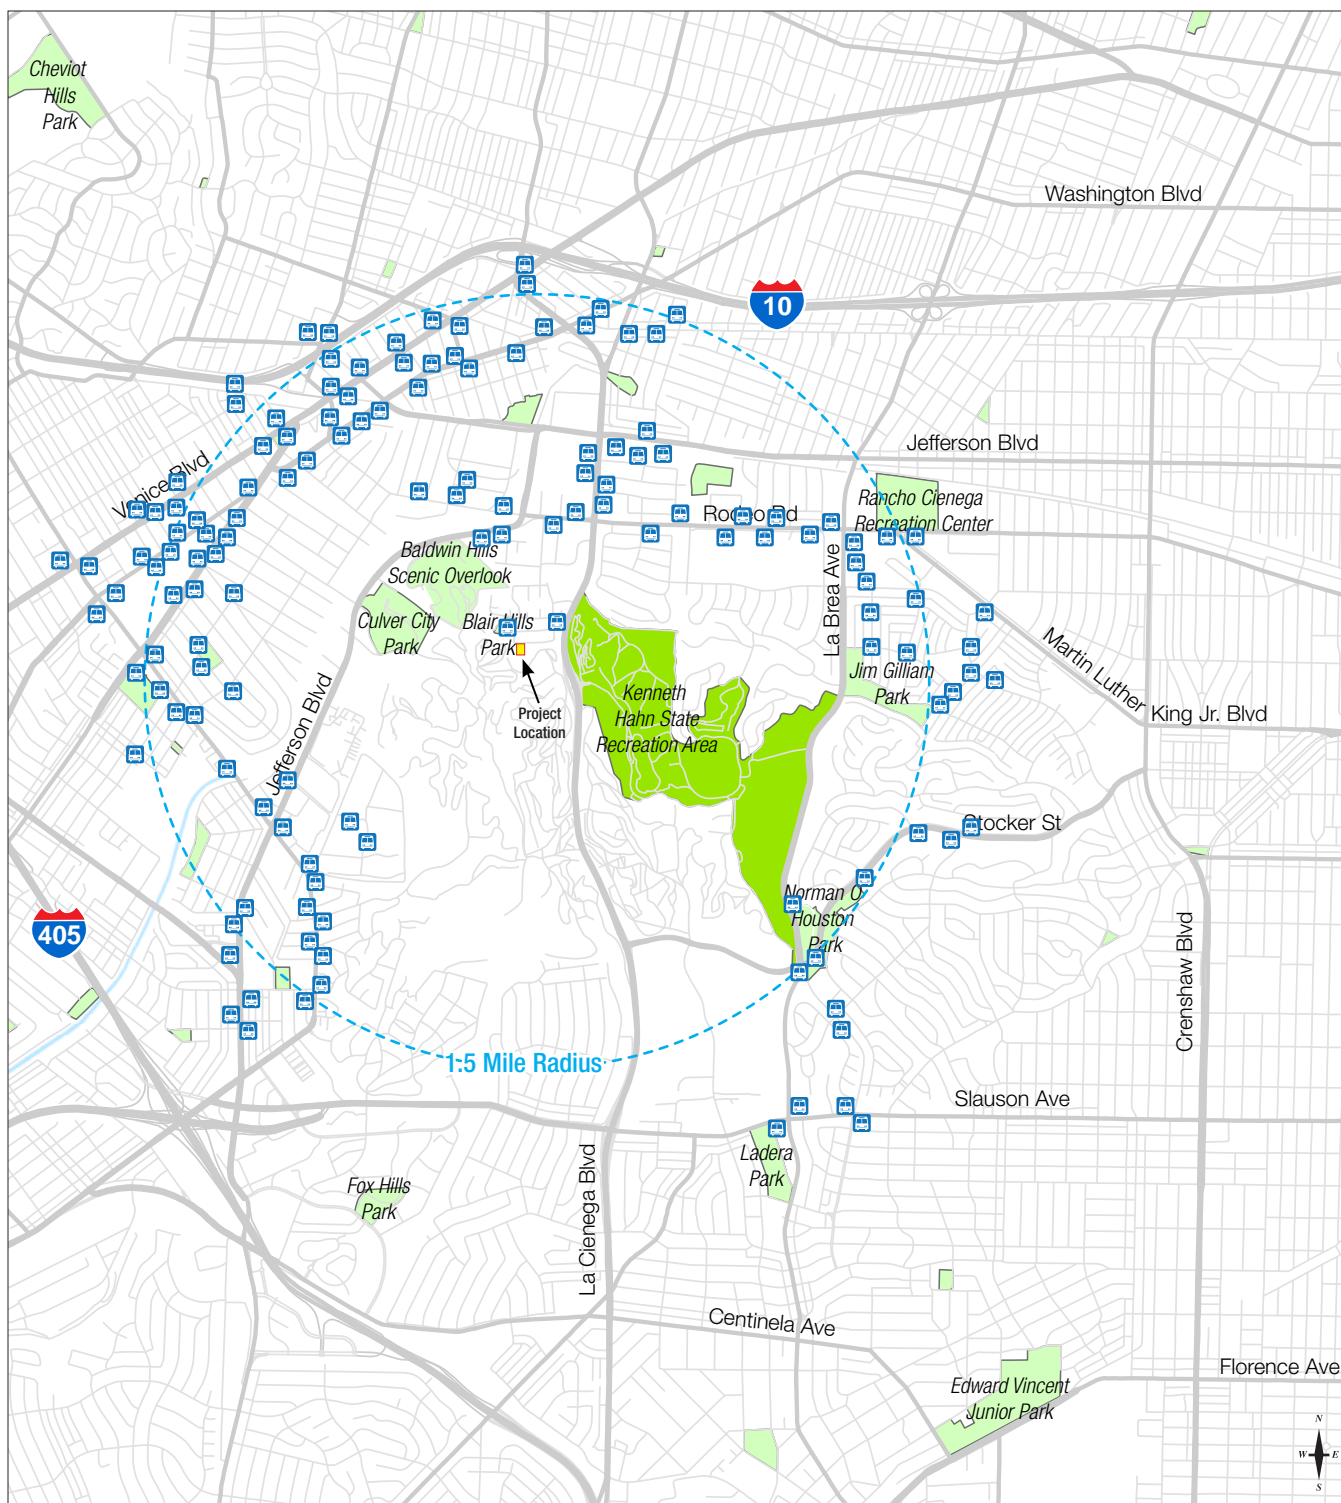 Cheviot
Hills
Park
Washington Blvd
10
Jefferson Blvd
Venice Blvd
Rancho Cienega
Recreation Center
Rodeo Rd
Baldwin Hills
Scenic Overlook
La Brea Ave
Culver City
Park
Blair Hills
Park
Martin Luther
King Jr. Blvd
Jim Gilliam
Park
Kenneth
Hahn State
Recreation Area
Project
Location
Jefferson Blvd
Stocker St
Norman O
Houston
Park
405
Crenshaw Blvd
1.5 Mile Radius
Slauson Ave
Ladera
Park
La Cienega Blvd
Fox Hills
Park
Centinela Ave
Florence Ave
Edward Vincent
Junior Park
N
W E
S